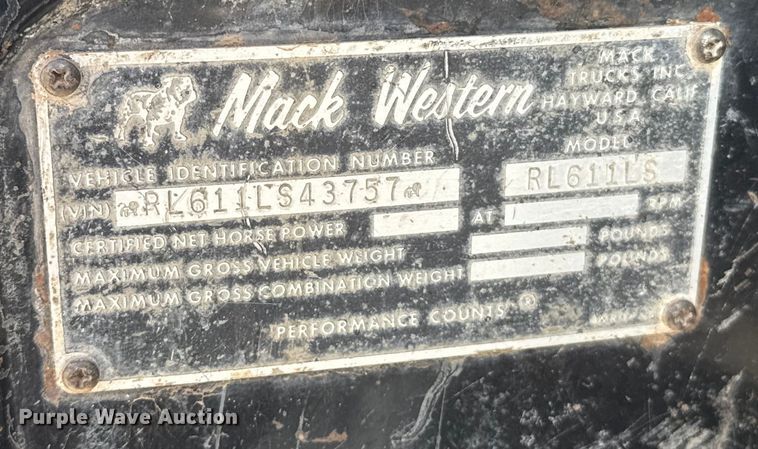 Mack Western
MACK
TRUCKS INC.
HAYWARD, CALIF.
U.S.A.
VEHICLE IDENTIFICATION NUMBER
MODEL
(VIN) RL611LS43757
RL611LS
CERTIFIED NET HORSE POWER AT RPM
MAXIMUM GROSS VEHICLE WEIGHT POUNDS
MAXIMUM GROSS COMBINATION WEIGHT POUNDS
PERFORMANCE COUNTS®
Purple Wave Auction